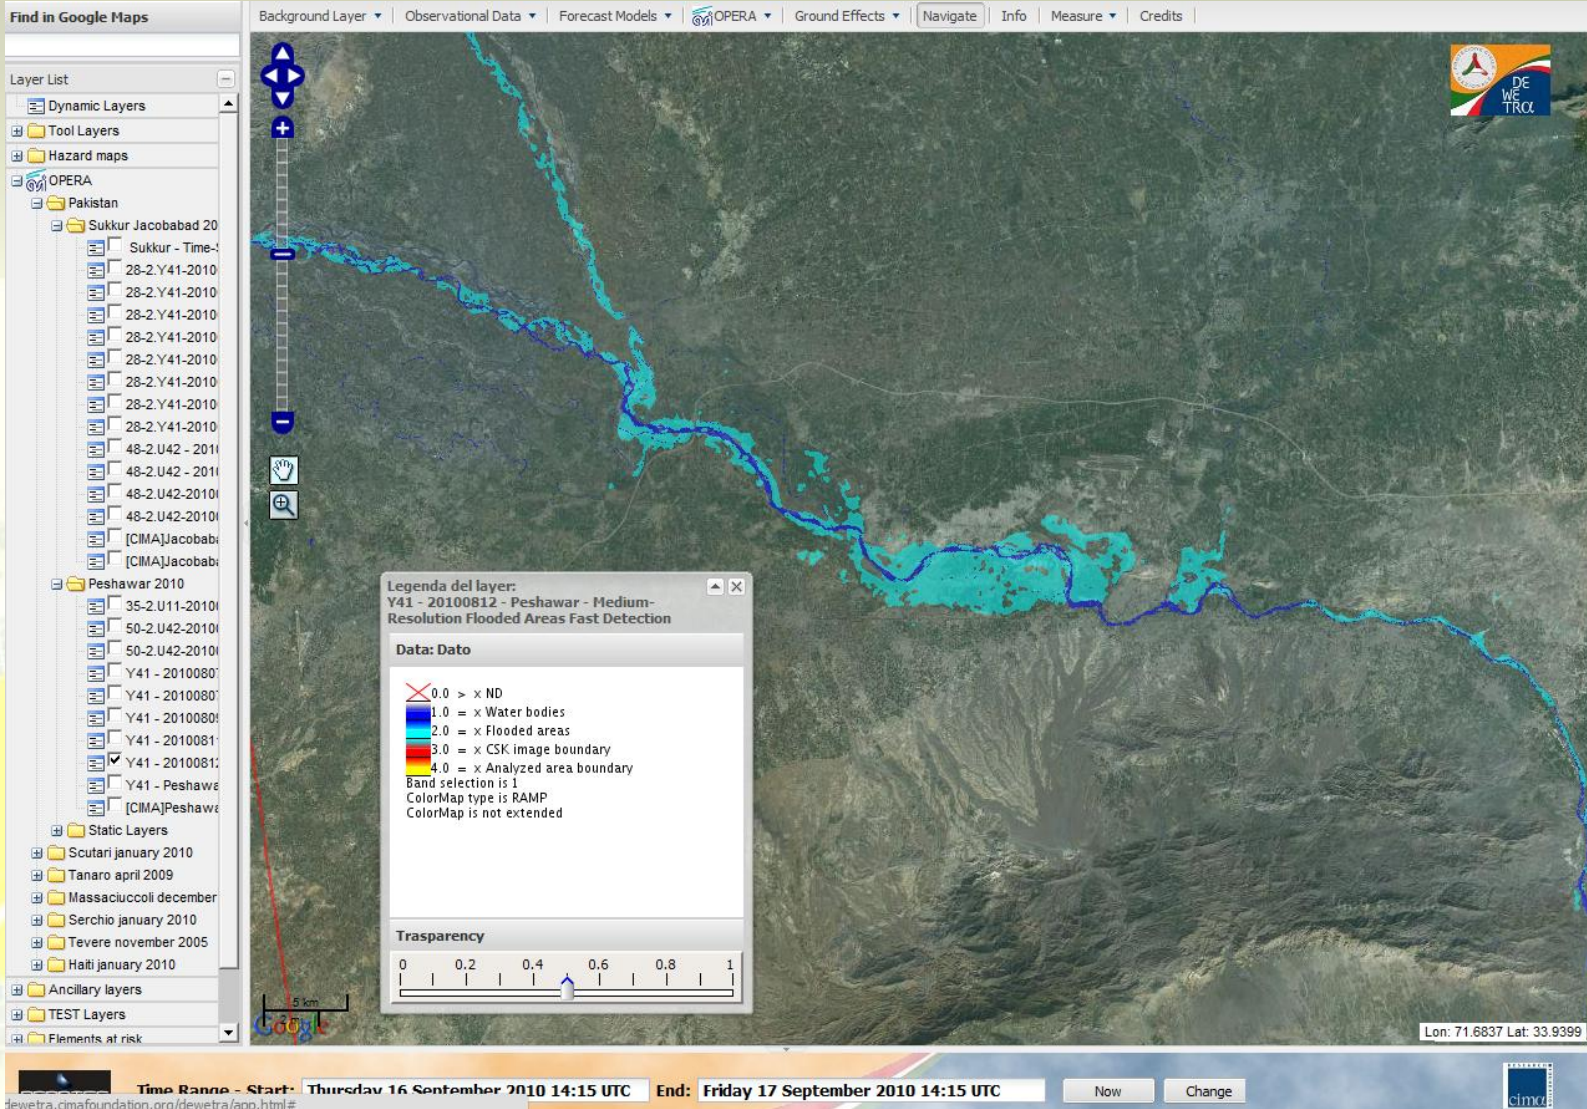 Find in Google Maps
Background Layer
Observational Data
Forecast Models
OPERA
Ground Effects
Navigate
Info
Measure
Credits
Layer List
Dynamic Layers
Tool Layers
Hazard maps
OPERA
Pakistan
Sukkur Jacobabad 20
Sukkur - Time-S
28-2.Y41-2010
28-2.Y41-2010
28-2.Y41-2010
28-2.Y41-2010
28-2.Y41-2010
28-2.Y41-2010
28-2.Y41-2010
28-2.Y41-2010
48-2.U42 - 201
48-2.U42 - 201
48-2.U42-2010
48-2.U42-2010
[CIMA]Jacobaba
[CIMA]Jacobaba
Peshawar 2010
35-2.U11-2010
50-2.U42-2010
50-2.U42-2010
Y41 - 2010080
Y41 - 2010080
Y41 - 2010080
Y41 - 2010081
Y41 - 2010081
Y41 - Peshawa
[CIMA]Peshawa
Static Layers
Scutari january 2010
Tanaro april 2009
Massaciuccoli december
Serchio january 2010
Tevere november 2005
Haiti january 2010
Ancillary layers
TEST Layers
Elements at risk
DE
WE
TRα
Legenda del layer:
Y41 - 20100812 - Peshawar - Medium-
Resolution Flooded Areas Fast Detection
Data: Dato
0.0 > x ND
1.0 = x Water bodies
2.0 = x Flooded areas
3.0 = x CSK image boundary
4.0 = x Analyzed area boundary
Band selection is 1
ColorMap type is RAMP
ColorMap is not extended
Trasparency
0 0.2 0.4 0.6 0.8 1
5 km
Google
Lon: 71.6837 Lat: 33.9399
Time Range - Start: Thursday 16 September 2010 14:15 UTC End: Friday 17 September 2010 14:15 UTC Now Change
dewetra.cimafoundation.org/dewetra/app.html#
RESEARCH
cima